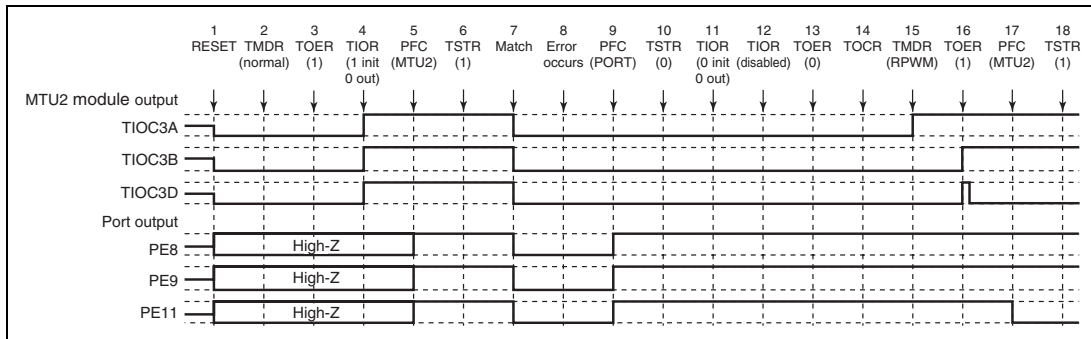 1 2 3 4 5 6 7 8 9 10 11 12 13 14 15 16 17 18
RESET TMDR TOER TIOR PFC TSTR Match Error PFC TSTR TIOR TIOR TOER TOCR TMDR TOER PFC TSTR
(normal) (1) (1 init (MTU2) (1) occurs (PORT) (0) (0 init (disabled) (0) (RPWM) (1) (MTU2) (1)
0 out) 0 out)
MTU2 module output
TIOC3A
TIOC3B
TIOC3D
Port output
PE8 High-Z
PE9 High-Z
PE11 High-Z